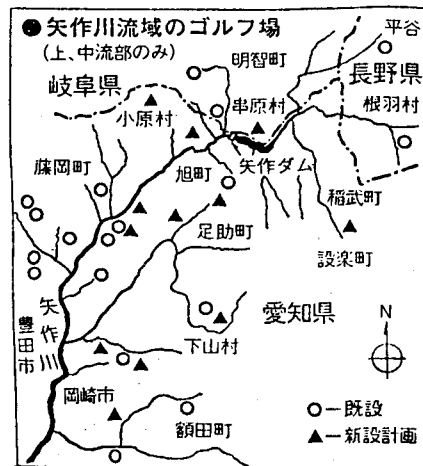 ●矢作川流域のゴルフ場
(上、中流部のみ)
平谷
明智町
長野県
岐阜県
串原村
小原村
根羽村
藤岡町
旭町
矢作ダム
稲武町
足助町
設楽町
愛知県
矢作川
豊田市
下山村
N
岡崎市
額田町
○―既設
▲―新設計画